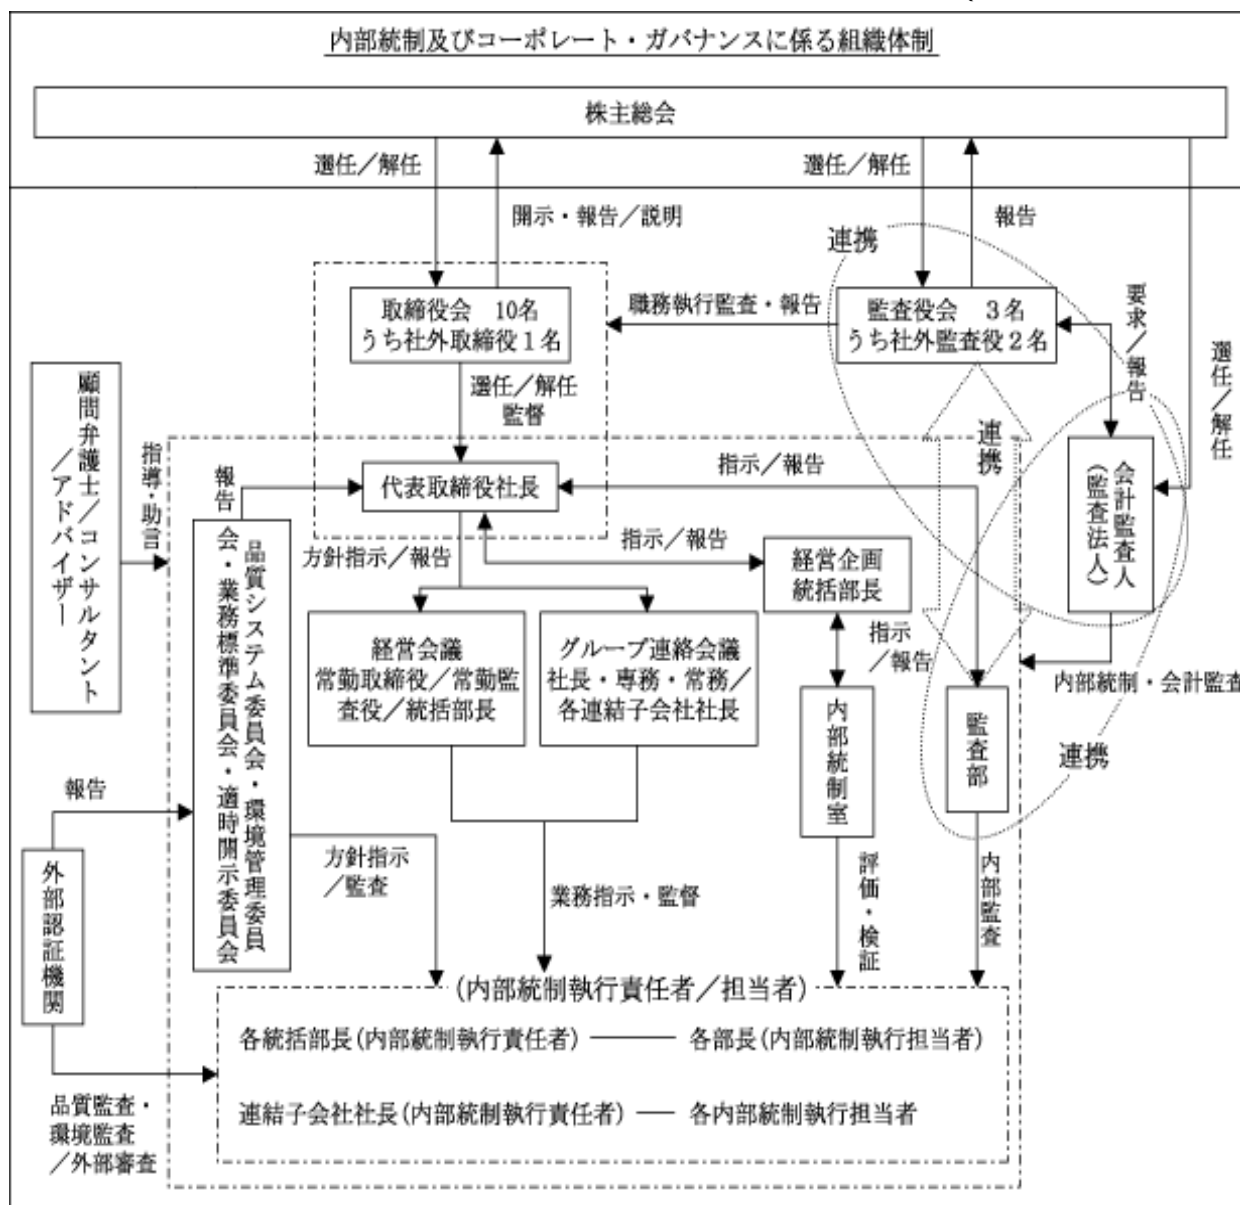 内部統制及びコーポレート・ガバナンスに係る組織体制
株主総会
選任／解任
選任／解任
開示・報告／説明
報告
連携
取締役会　10名
うち社外取締役１名
職務執行監査・報告
監査役会　３名
うち社外監査役２名
要求／報告
選任／解任
顧問弁護士／コンサルタント
／アドバイザー
指導・助言
選任／解任
監督
連携
報告
代表取締役社長
指示／報告
会計監査人
（監査法人）
品質システム委員会・環境管理委員
会・業務標準委員会・適時開示委員会
方針指示／報告
指示／報告
経営企画
統括部長
経営会議
常勤取締役／常勤監
査役／統括部長
グループ連絡会議
社長・専務・常務／
各連結子会社社長
指示
／報告
内部統制・会計監査
内部統制室
監査部
連携
報告
外部認証機関
方針指示
／監査
業務指示・監督
評価・検証
内部監査
(内部統制執行責任者／担当者)
各統括部長(内部統制執行責任者) ―― 各部長(内部統制執行担当者)
連結子会社社長(内部統制執行責任者) ― 各内部統制執行担当者
品質監査・
環境監査
／外部審査